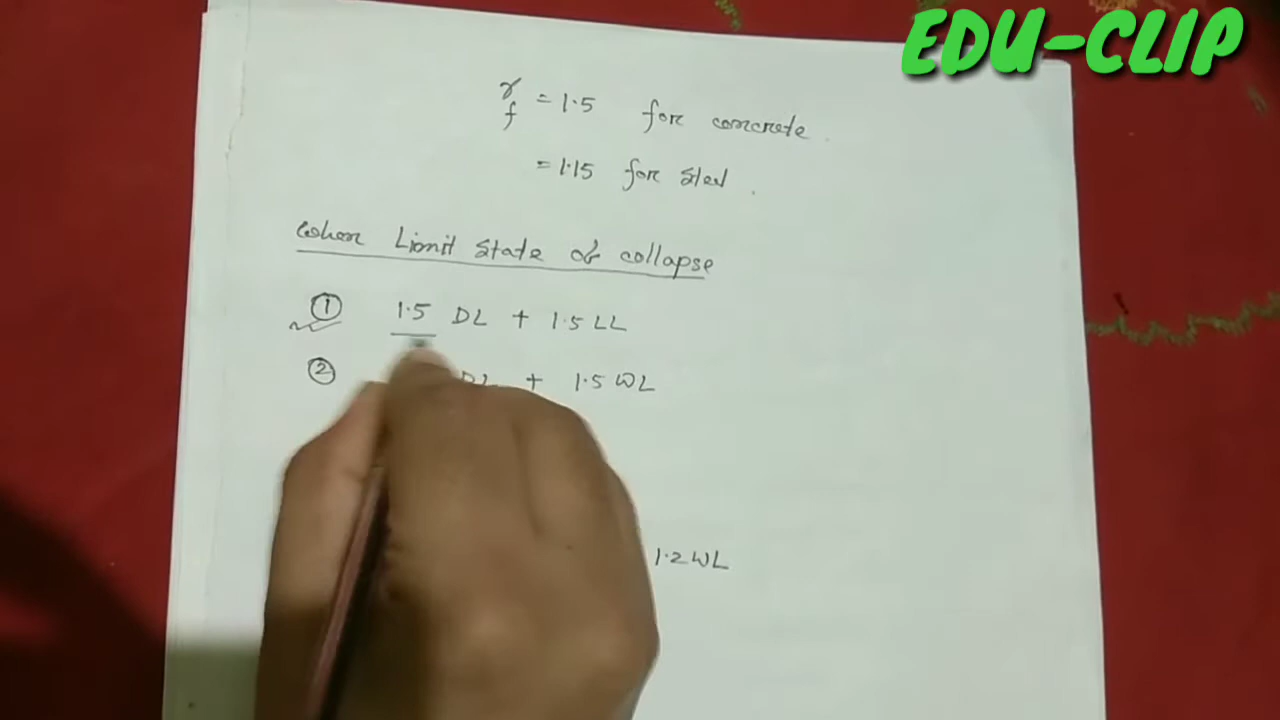 EDU-CLIP
γf = 1.5 for concrete
= 1.15 for steel
when Limit state of collapse
① 1.5 DL + 1.5 LL
② DL + 1.5 WL
1.2 WL